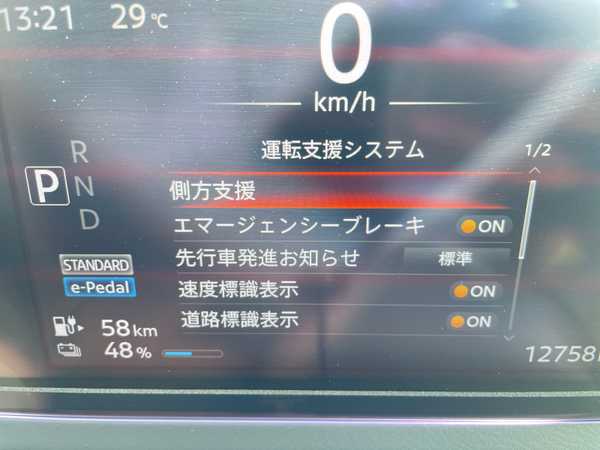 13:21 29℃
0
km/h
運転支援システム 1/2
R
側方支援
P N
エマージェンシーブレーキ ON
D
先行車発進お知らせ 標準
STANDARD
速度標識表示 ON
e-Pedal
道路標識表示 ON
58 km
48 %
12758